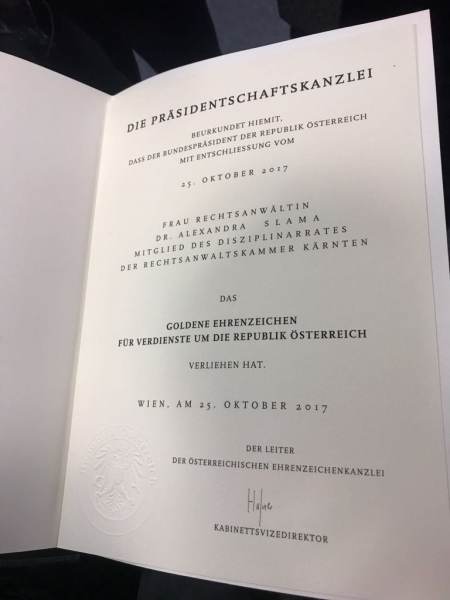 DIE PRÄSIDENTSCHAFTSKANZLEI
BEURKUNDET HIEMIT,
DASS DER BUNDESPRÄSIDENT DER REPUBLIK ÖSTERREICH
MIT ENTSCHLIESSUNG VOM
25. OKTOBER 2017
FRAU RECHTSANWÄLTIN
DR. ALEXANDRA SLAMA
MITGLIED DES DISZIPLINARRATES
DER RECHTSANWALTSKAMMER KÄRNTEN
DAS
GOLDENE EHRENZEICHEN
FÜR VERDIENSTE UM DIE REPUBLIK ÖSTERREICH
VERLIEHEN HAT.
WIEN, AM 25. OKTOBER 2017
DER LEITER
DER ÖSTERREICHISCHEN EHRENZEICHENKANZLEI
KABINETTSVIZEDIREKTOR